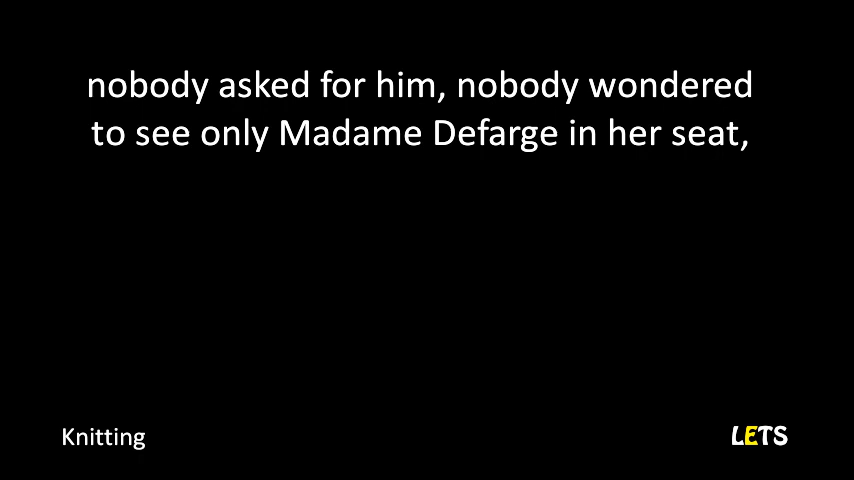 nobody asked for him, nobody wondered
to see only Madame Defarge in her seat,
Knitting
LETS